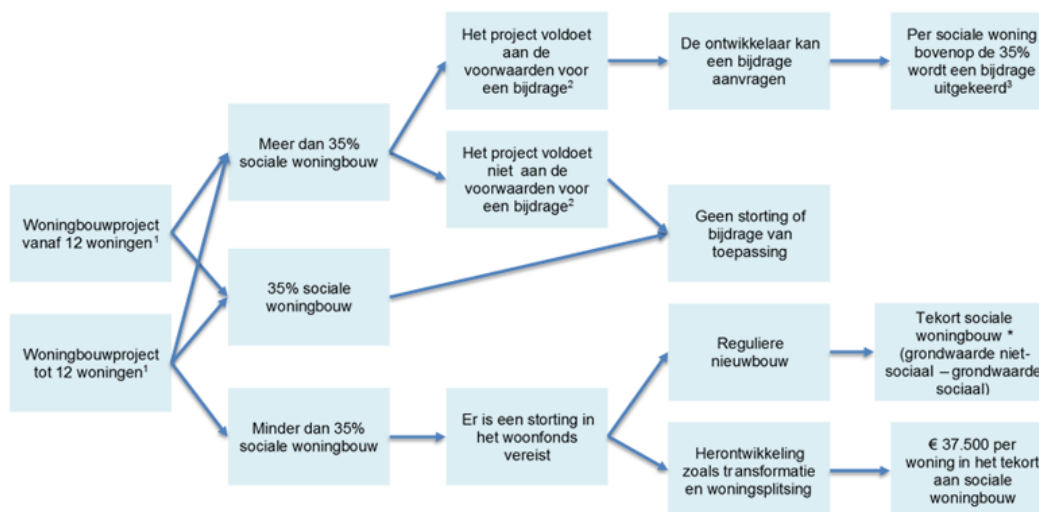 Woningbouwproject
vanaf 12 woningen¹
Woningbouwproject
tot 12 woningen¹
Meer dan 35%
sociale woningbouw
35% sociale
woningbouw
Minder dan 35%
sociale woningbouw
Het project voldoet
aan de
voorwaarden voor
een bijdrage²
Het project voldoet
niet aan de
voorwaarden voor
een bijdrage²
Er is een storting in
het woonfonds
vereist
De ontwikkelaar kan
een bijdrage
aanvragen
Geen storting of
bijdrage van
toepassing
Reguliere
nieuwbouw
Herontwikkeling
zoals transformatie
en woningsplitsing
Per sociale woning
bovenop de 35%
wordt een bijdrage
uitgekeerd³
Tekort sociale
woningbouw *
(grondwaarde niet-
sociaal – grondwaarde
sociaal)
€ 37.500 per
woning in het tekort
aan sociale
woningbouw